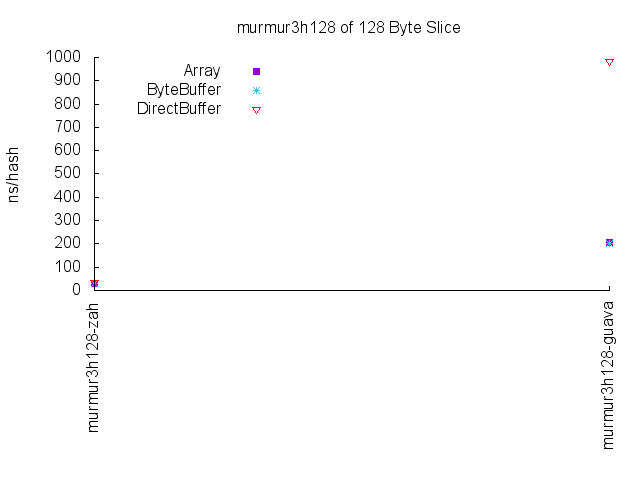 murmur3h128 of 128 Byte Slice
1000
900
800
700
600
500
400
300
200
100
0
ns/hash
Array
ByteBuffer
DirectBuffer
murmur3h128-zah
murmur3h128-guava